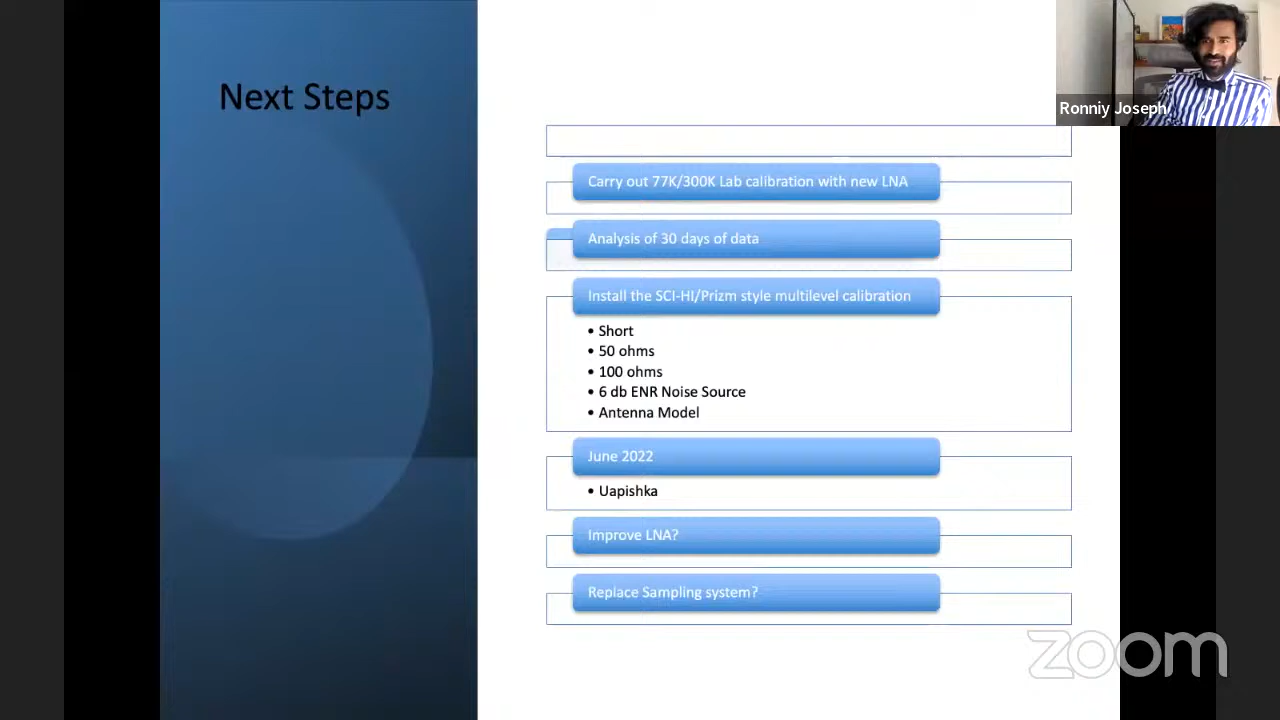 Next Steps
Ronniy Joseph
Carry out 77K/300K Lab calibration with new LNA
Analysis of 30 days of data
Install the SCI-HI/Prizm style multilevel calibration
• Short
• 50 ohms
• 100 ohms
• 6 db ENR Noise Source
• Antenna Model
June 2022
• Uapishka
Improve LNA?
Replace Sampling system?
zoom